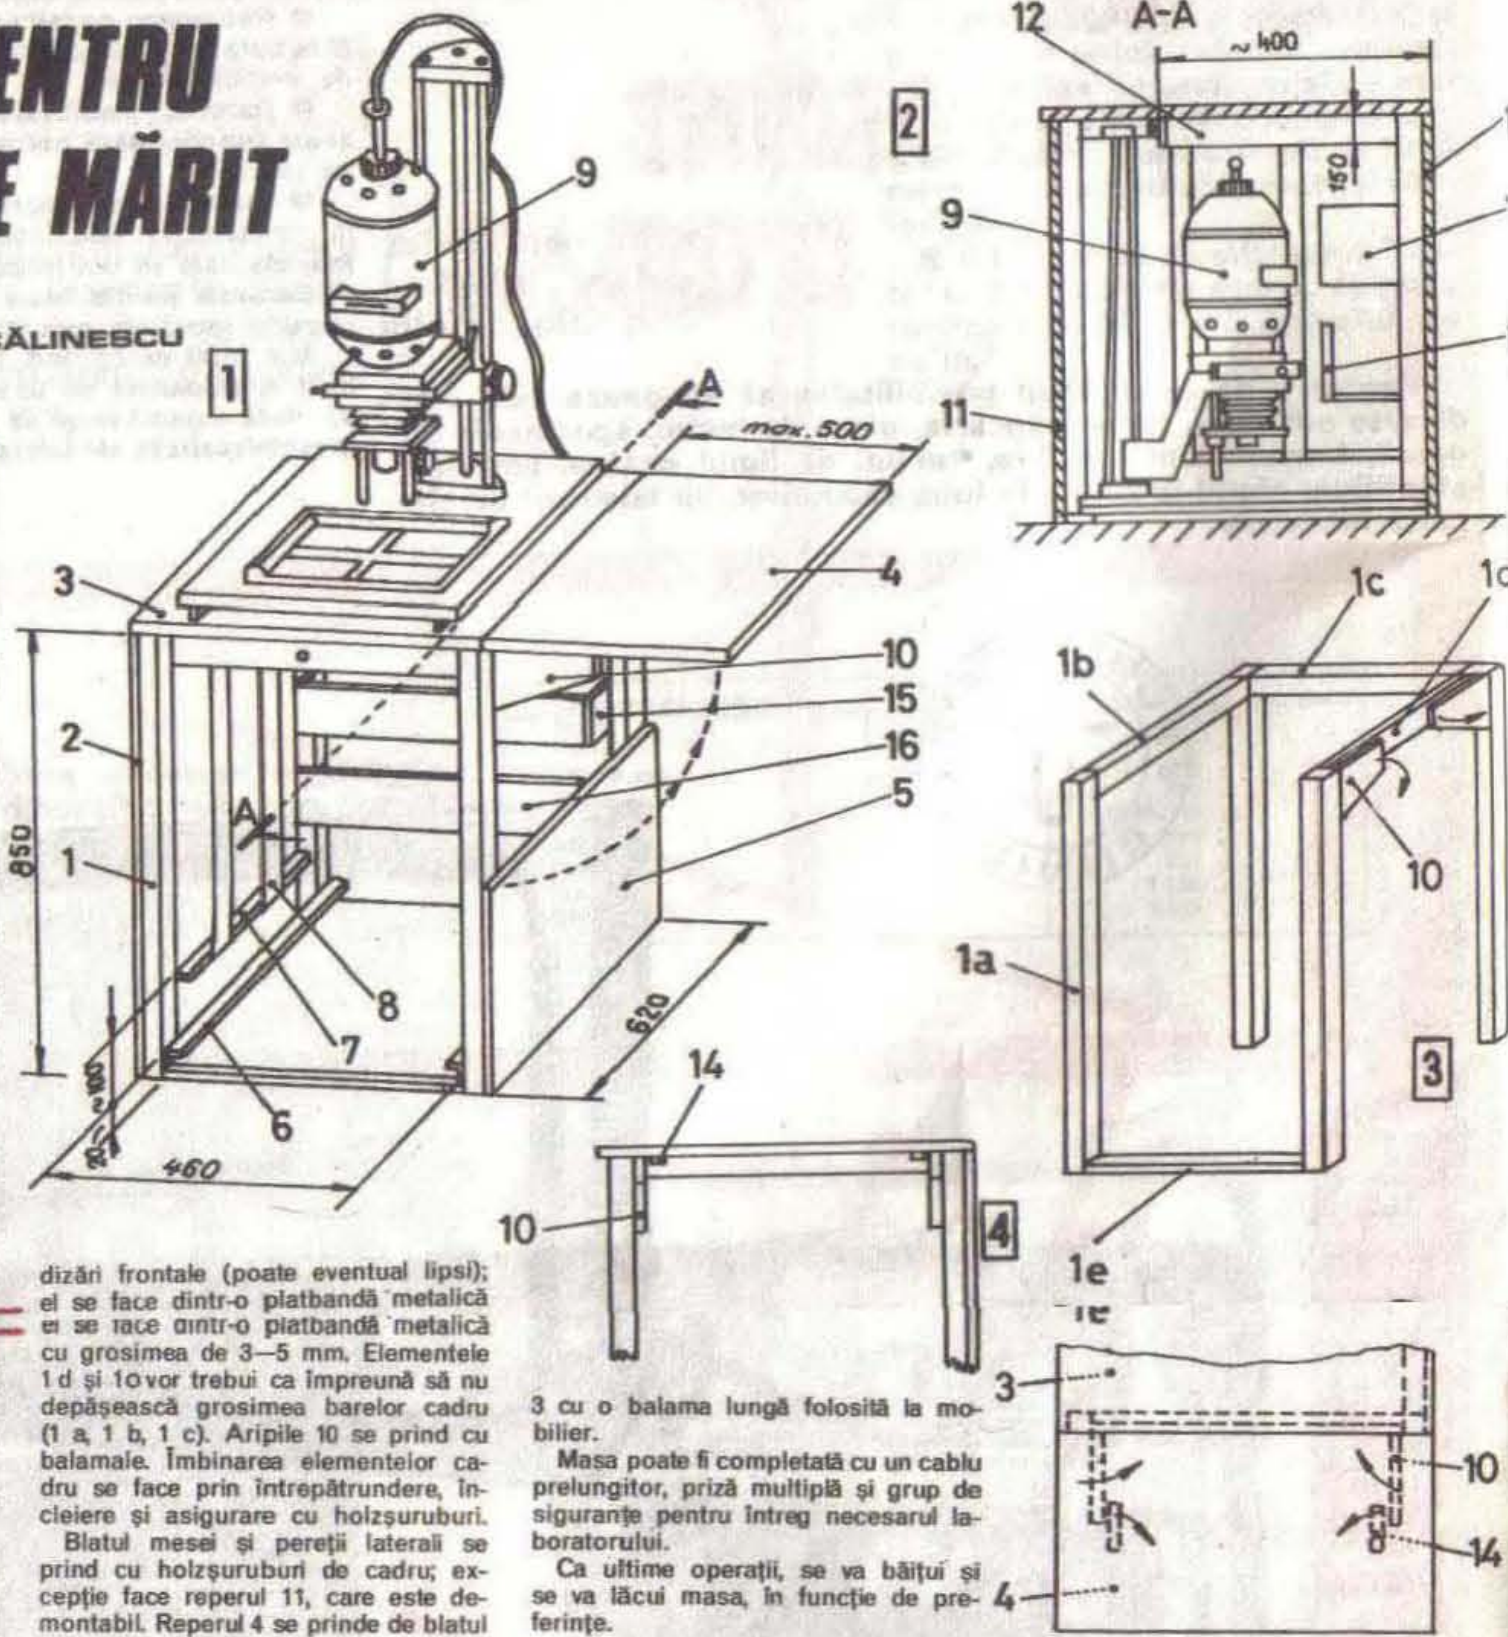 ENTRU
E MĂRIT
CĂLINESCU
1
9
A
max. 500
3
4
10
15
16
5
2
850
1
A
8
7
6
20
~100
460
620
2
12
A-A
~400
150
9
11
1c
1b
10
1a
3
1e
14
10
4
1e
3
10
14
4
dizări frontale (poate eventual lipsi);
el se face dintr-o platbandă metalică
el se face dintr-o platbandă metalică
cu grosimea de 3—5 mm. Elementele
1d și 10 vor trebui ca împreună să nu
depășească grosimea barelor cadru
(1 a, 1 b, 1 c). Aripile 10 se prind cu
balamale. Îmbinarea elementelor ca-
dru se face prin întrepătrundere, în-
cleiere și asigurare cu holzșuruburi.
Blatul mesei și pereții laterali se
prind cu holzșuruburi de cadru; ex-
cepție face reperul 11, care este de-
montabil. Reperul 4 se prinde de blatul
3 cu o balama lungă folosită la mo-
bilier.
Masa poate fi completată cu un cablu
prelungitor, priză multiplă și grup de
siguranțe pentru întreg necesarul la-
boratorului.
Ca ultime operații, se va băițui și
se va lăcui masa, în funcție de pre-
ferințe.